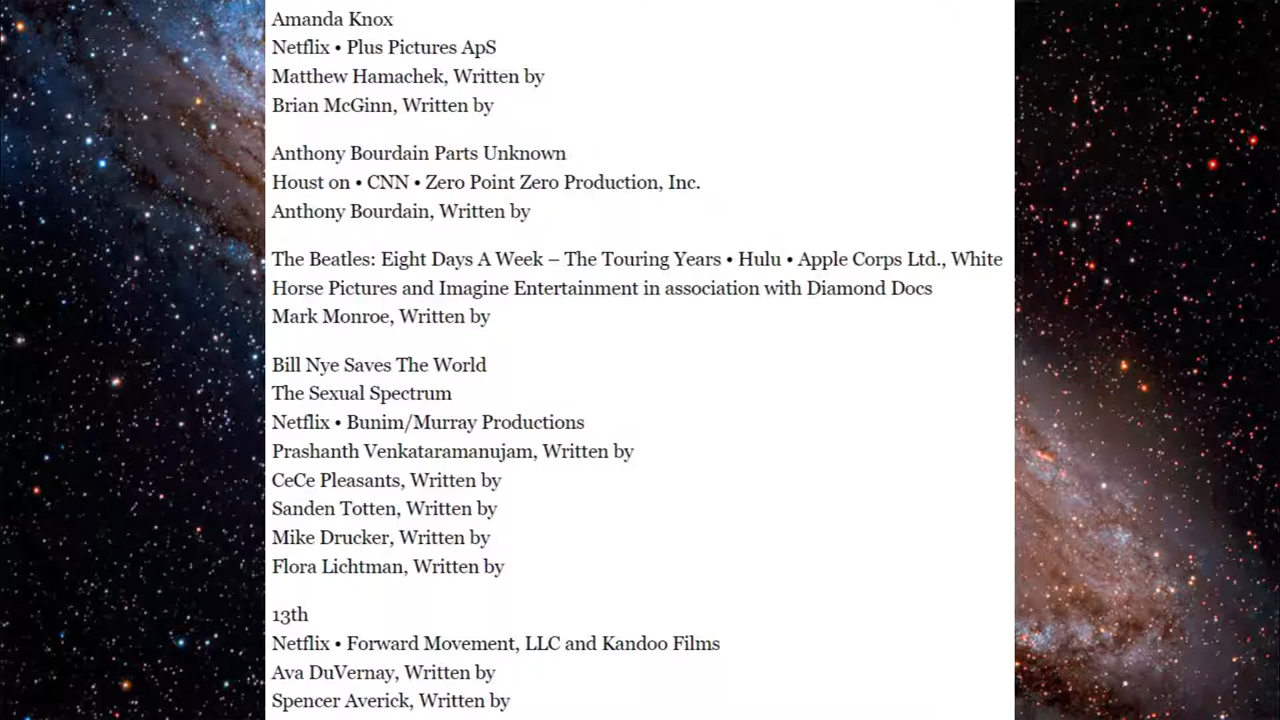 Amanda Knox
Netflix • Plus Pictures ApS
Matthew Hamachek, Written by
Brian McGinn, Written by
Anthony Bourdain Parts Unknown
Houst on • CNN • Zero Point Zero Production, Inc.
Anthony Bourdain, Written by
The Beatles: Eight Days A Week – The Touring Years • Hulu • Apple Corps Ltd., White
Horse Pictures and Imagine Entertainment in association with Diamond Docs
Mark Monroe, Written by
Bill Nye Saves The World
The Sexual Spectrum
Netflix • Bunim/Murray Productions
Prashanth Venkataramanujam, Written by
CeCe Pleasants, Written by
Sanden Totten, Written by
Mike Drucker, Written by
Flora Lichtman, Written by
13th
Netflix • Forward Movement, LLC and Kandoo Films
Ava DuVernay, Written by
Spencer Averick, Written by